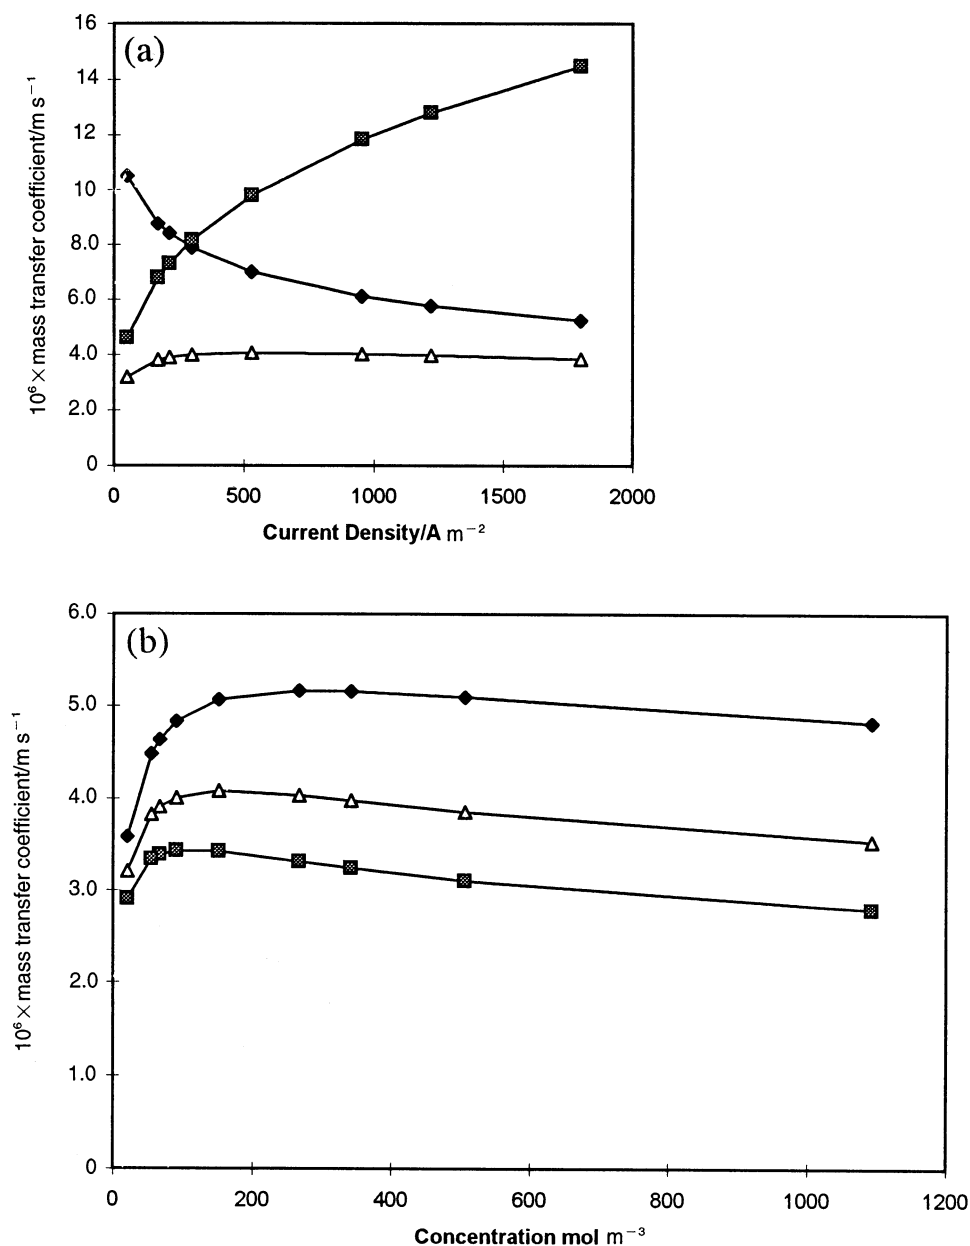 (a)
16
14
12
10
8.0
6.0
4.0
2.0
0
10⁶ × mass transfer coefficient/m s⁻¹
0 500 1000 1500 2000
Current Density/A m⁻²
(b)
6.0
5.0
4.0
3.0
2.0
1.0
0
10⁶ × mass transfer coefficient/m s⁻¹
0 200 400 600 800 1000 1200
Concentration mol m⁻³